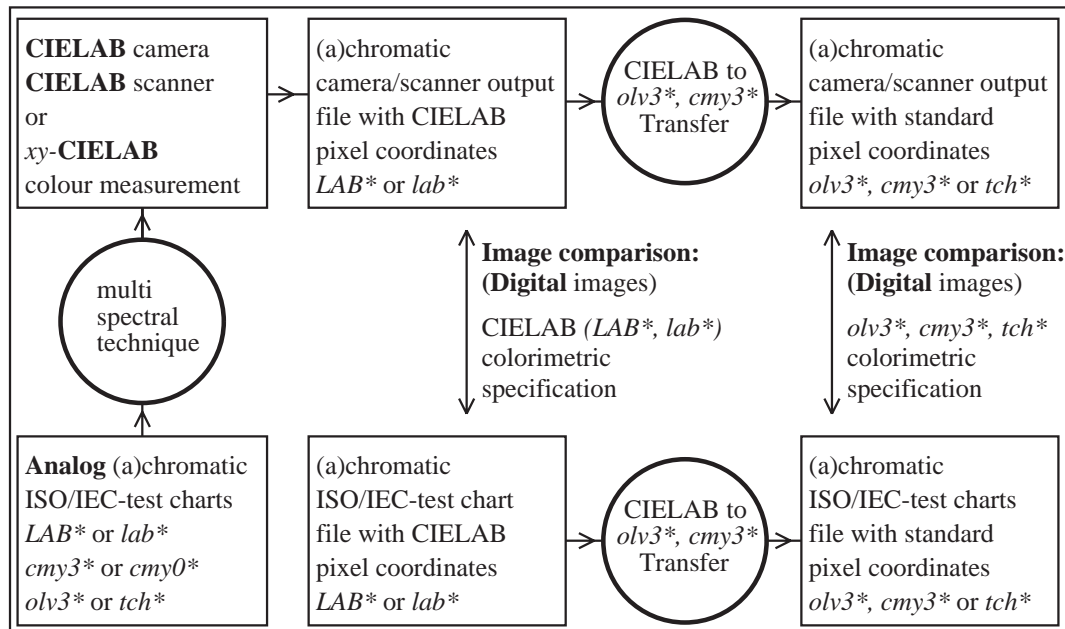 CIELAB camera
CIELAB scanner
or
xy-CIELAB
colour measurement
(a)chromatic
camera/scanner output
file with CIELAB
pixel coordinates
LAB* or lab*
CIELAB to
olv3*, cmy3*
Transfer
(a)chromatic
camera/scanner output
file with standard
pixel coordinates
olv3*, cmy3* or tch*
multi
spectral
technique
Image comparison:
(Digital images)
CIELAB (LAB*, lab*)
colorimetric
specification
Image comparison:
(Digital images)
olv3*, cmy3*, tch*
colorimetric
specification
Analog (a)chromatic
ISO/IEC-test charts
LAB* or lab*
cmy3* or cmy0*
olv3* or tch*
(a)chromatic
ISO/IEC-test chart
file with CIELAB
pixel coordinates
LAB* or lab*
CIELAB to
olv3*, cmy3*
Transfer
(a)chromatic
ISO/IEC-test charts
file with standard
pixel coordinates
olv3*, cmy3* or tch*